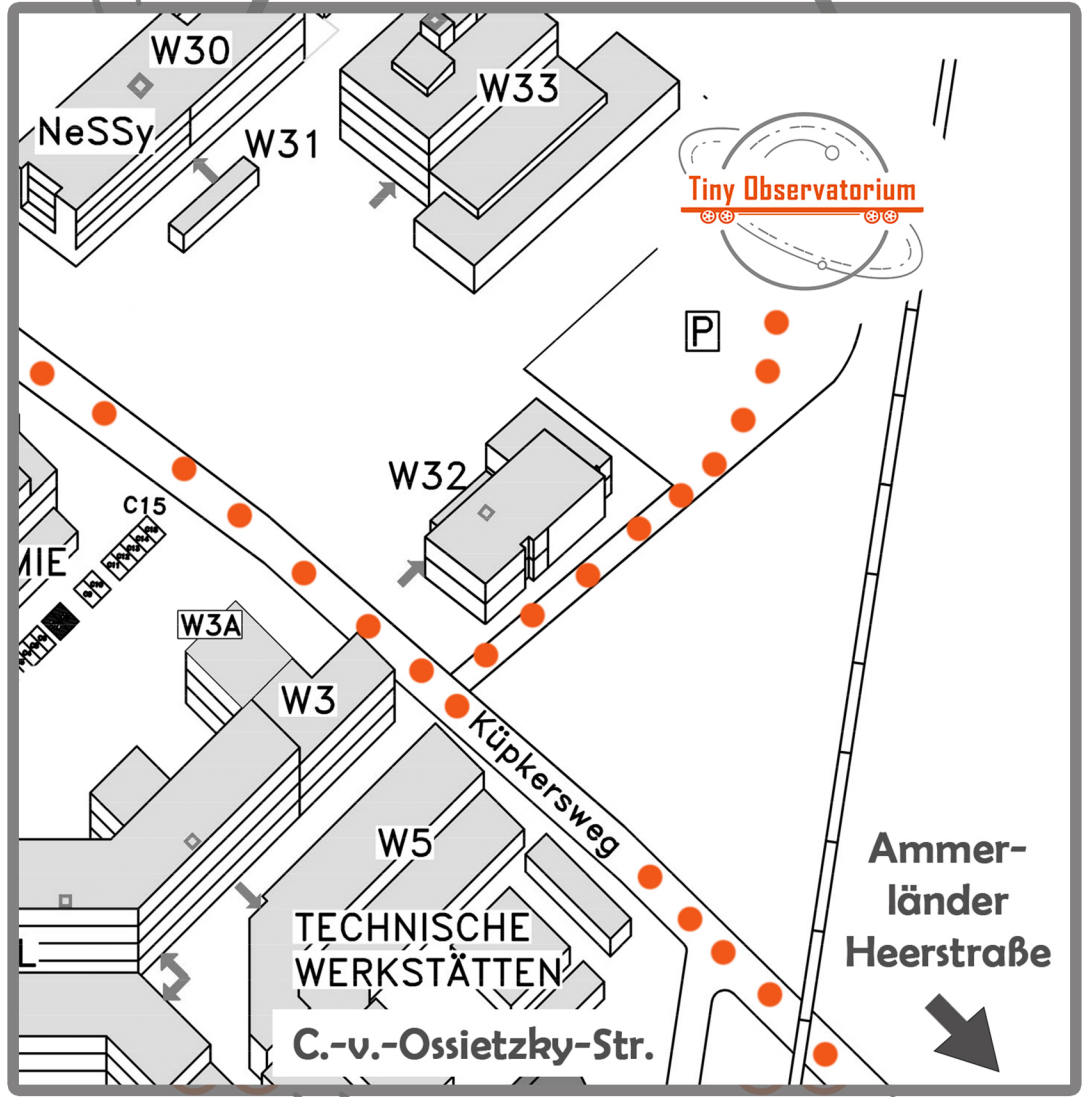 W30
W33
NeSSy
W31
Tiny Observatorium
P
W32
C15
MIE
W3A
W3
Küpkersweg
W5
Ammer-
länder
Heerstraße
TECHNISCHE
WERKSTÄTTEN
L
C.-v.-Ossietzky-Str.